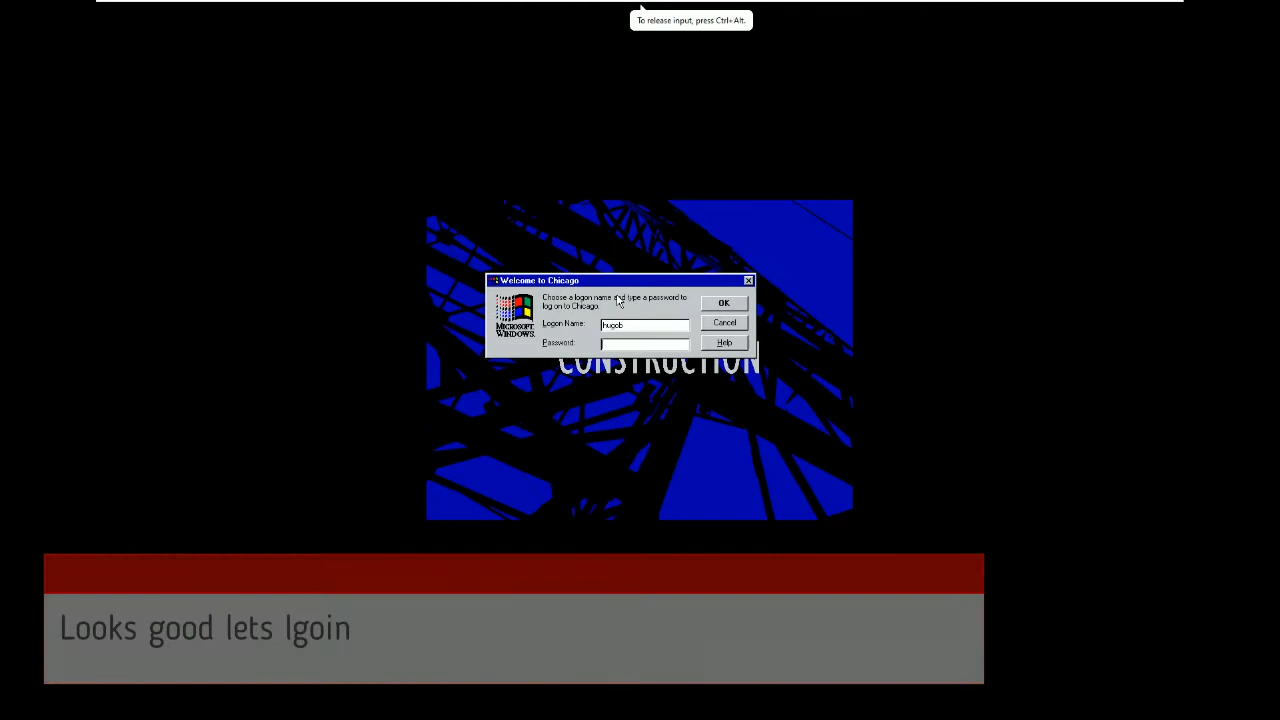 To release input, press Ctrl+Alt.
Welcome to Chicago
Choose a logon name and type a password to
log on to Chicago.
OK
Logon Name:
hugob
Cancel
MICROSOFT.
WINDOWS.
Password:
Help
CONSTRUCTION
Looks good lets lgoin